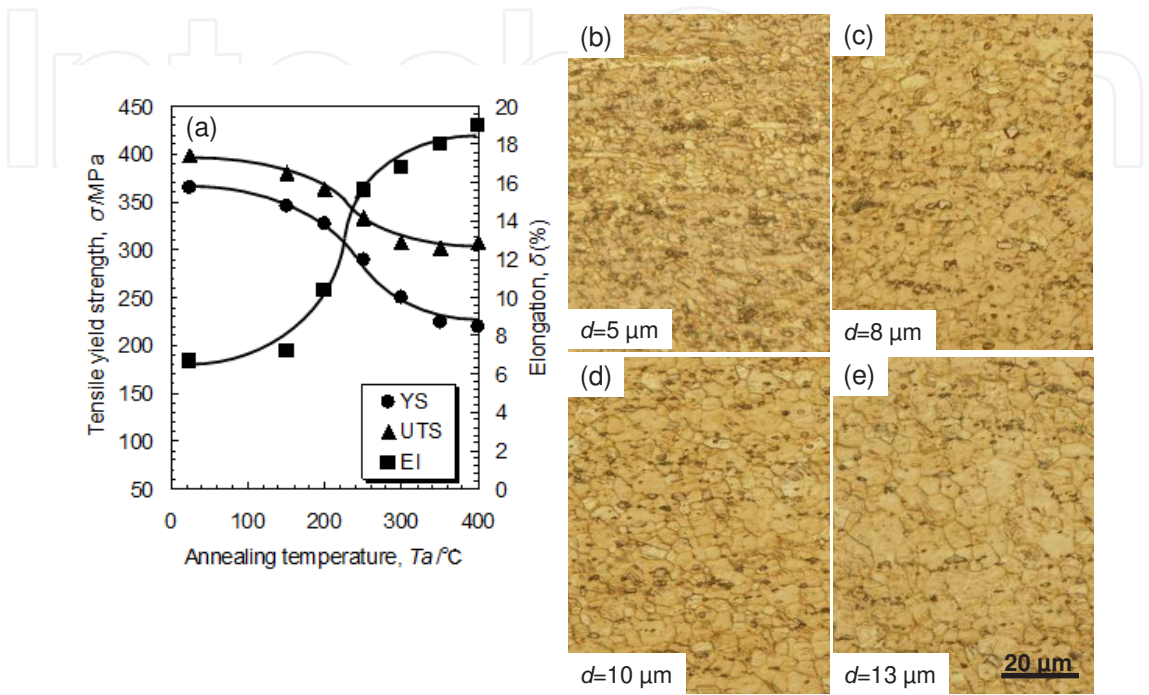 IntechOpen
(a)
450
400
350
300
250
200
150
100
50
20
18
16
14
12
10
8
6
4
2
0
0 100 200 300 400
Tensile yield strength, σ/MPa
Elongation, δ(%)
Annealing temperature, Ta/°C
YS
UTS
EI
(b)
d=5 μm
(c)
d=8 μm
(d)
d=10 μm
(e)
d=13 μm
20 μm